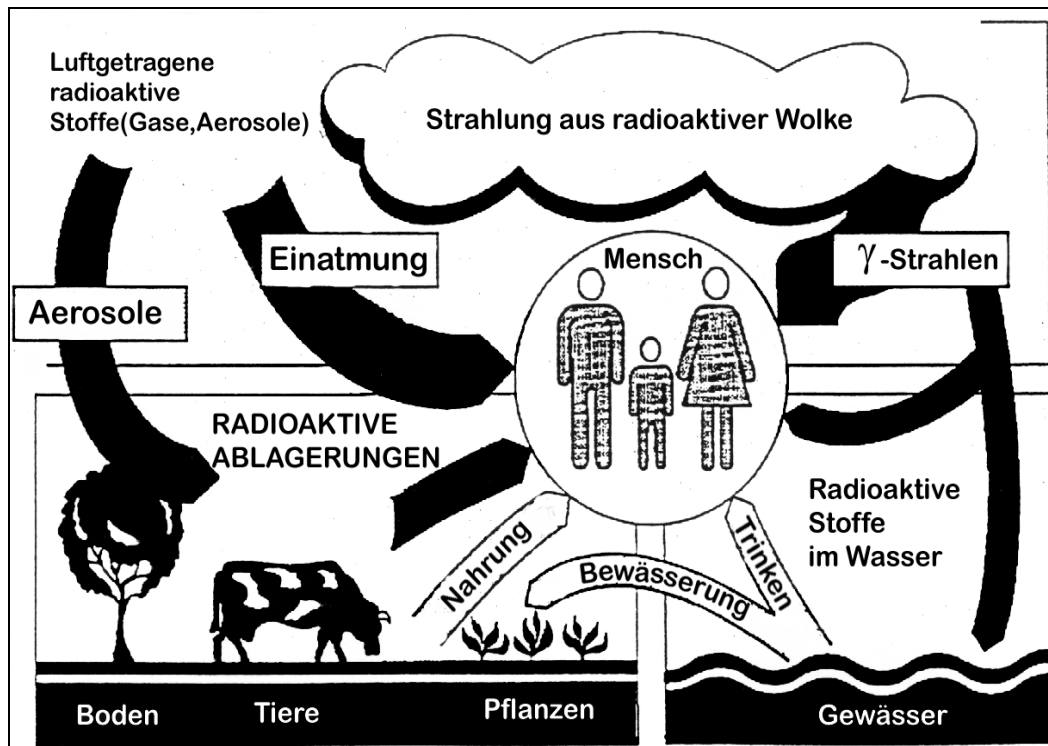 Luftgetragene
radioaktive
Stoffe(Gase,Aerosole)
Strahlung aus radioaktiver Wolke
Einatmung
Mensch
γ-Strahlen
Aerosole
RADIOAKTIVE
ABLAGERUNGEN
Radioaktive
Stoffe
im Wasser
Nahrung
Bewässerung
Trinken
Boden
Tiere
Pflanzen
Gewässer